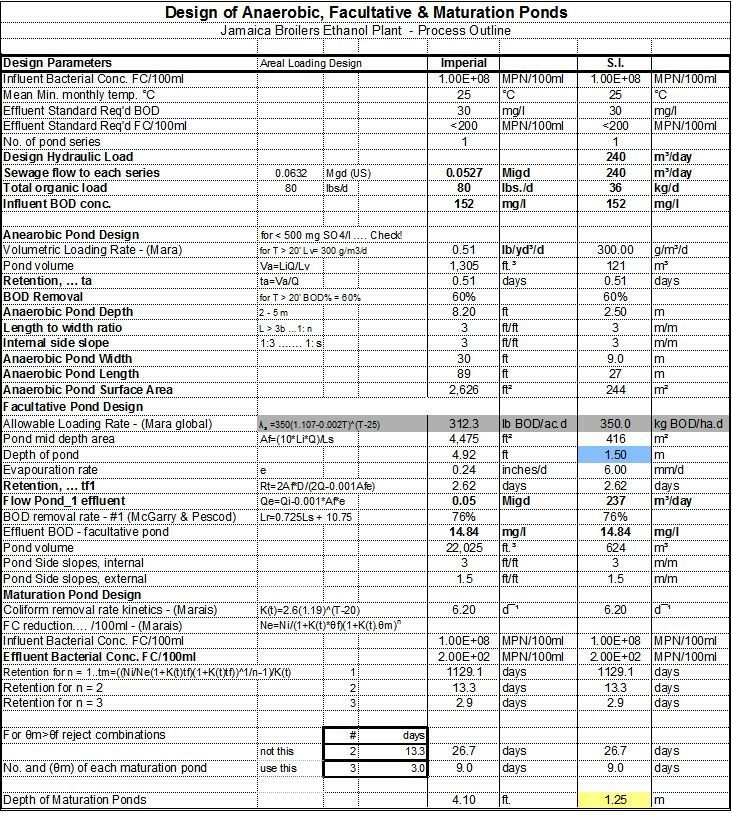 Design of Anaerobic, Facultative & Maturation Ponds
Jamaica Broilers Ethanol Plant - Process Outline
Design Parameters Areal Loading Design Imperial S.I.
Influent Bacterial Conc. FC/100ml 1.00E+08 MPN/100ml 1.00E+08 MPN/100ml
Mean Min. monthly temp. °C 25 °C 25 °C
Effluent Standard Req'd BOD 30 mg/l 30 mg/l
Effluent Standard Req'd FC/100ml <200 MPN/100ml <200 MPN/100ml
No. of pond series 1 1
Design Hydraulic Load 240 m³/day
Sewage flow to each series 0.0632 Mgd (US) 0.0527 Migd 240 m³/day
Total organic load 80 lbs/d 80 lbs./d 36 kg/d
Influent BOD conc. 152 mg/l 152 mg/l
Anearobic Pond Design for < 500 mg SO4/l .... Check!
Volumetric Loading Rate - (Mara) for T > 20' Lv= 300 g/m3/d 0.51 lb/yd³/d 300.00 g/m³/d
Pond volume Va=LiQ/Lv 1,305 ft.³ 121 m³
Retention, ... ta ta=Va/Q 0.51 days 0.51 days
BOD Removal for T > 20' BOD% = 60% 60% 60%
Anaerobic Pond Depth 2 - 5 m 8.20 ft 2.50 m
Length to width ratio L > 3b ...1: n 3 ft/ft 3 m/m
Internal side slope 1:3 ....... 1: s 3 ft/ft 3 m/m
Anaerobic Pond Width 30 ft 9.0 m
Anaerobic Pond Length 89 ft 27 m
Anaerobic Pond Surface Area 2,626 ft² 244 m²
Facultative Pond Design
Allowable Loading Rate - (Mara global) λs =350(1.107-0.002T)^(T-25) 312.3 lb BOD/ac.d 350.0 kg BOD/ha.d
Pond mid depth area Af=(10*Li*Q)/Ls 4,475 ft² 416 m²
Depth of pond 4.92 ft 1.50 m
Evapouration rate e 0.24 inches/d 6.00 mm/d
Retention, ... tf1 Rt=2Af*D/(2Q-0.001Afe) 2.62 days 2.62 days
Flow Pond_1 effluent Qe=Qi-0.001*Af*e 0.05 Migd 237 m³/day
BOD removal rate - #1 (McGarry & Pescod) Lr=0.725Ls + 10.75 76% 76%
Effluent BOD - facultative pond 14.84 mg/l 14.84 mg/l
Pond volume 22,025 ft.³ 624 m³
Pond Side slopes, internal 3 ft/ft 3 m/m
Pond Side slopes, external 1.5 ft/ft 1.5 m/m
Maturation Pond Design
Coliform removal rate kinetics - (Marais) K(t)=2.6(1.19)^(T-20) 6.20 d¯¹ 6.20 d¯¹
FC reduction.... /100ml - (Marais) Ne=Ni/(1+K(t)*θf)(1+K(t).θm)ⁿ
Influent Bacterial Conc. FC/100ml 1.00E+08 MPN/100ml 1.00E+08 MPN/100ml
Effluent Bacterial Conc. FC/100ml 2.00E+02 MPN/100ml 2.00E+02 MPN/100ml
Retention for n = 1..tm=((Ni/Ne(1+K(t)tf)(1+K(t)tf))^1/n-1)/K(t) 1 1129.1 days 1129.1 days
Retention for n = 2 2 13.3 days 13.3 days
Retention for n = 3 3 2.9 days 2.9 days
For θm>θf reject combinations # days
not this 2 13.3 26.7 days 26.7 days
No. and (θm) of each maturation pond use this 3 3.0 9.0 days 9.0 days
Depth of Maturation Ponds 4.10 ft. 1.25 m